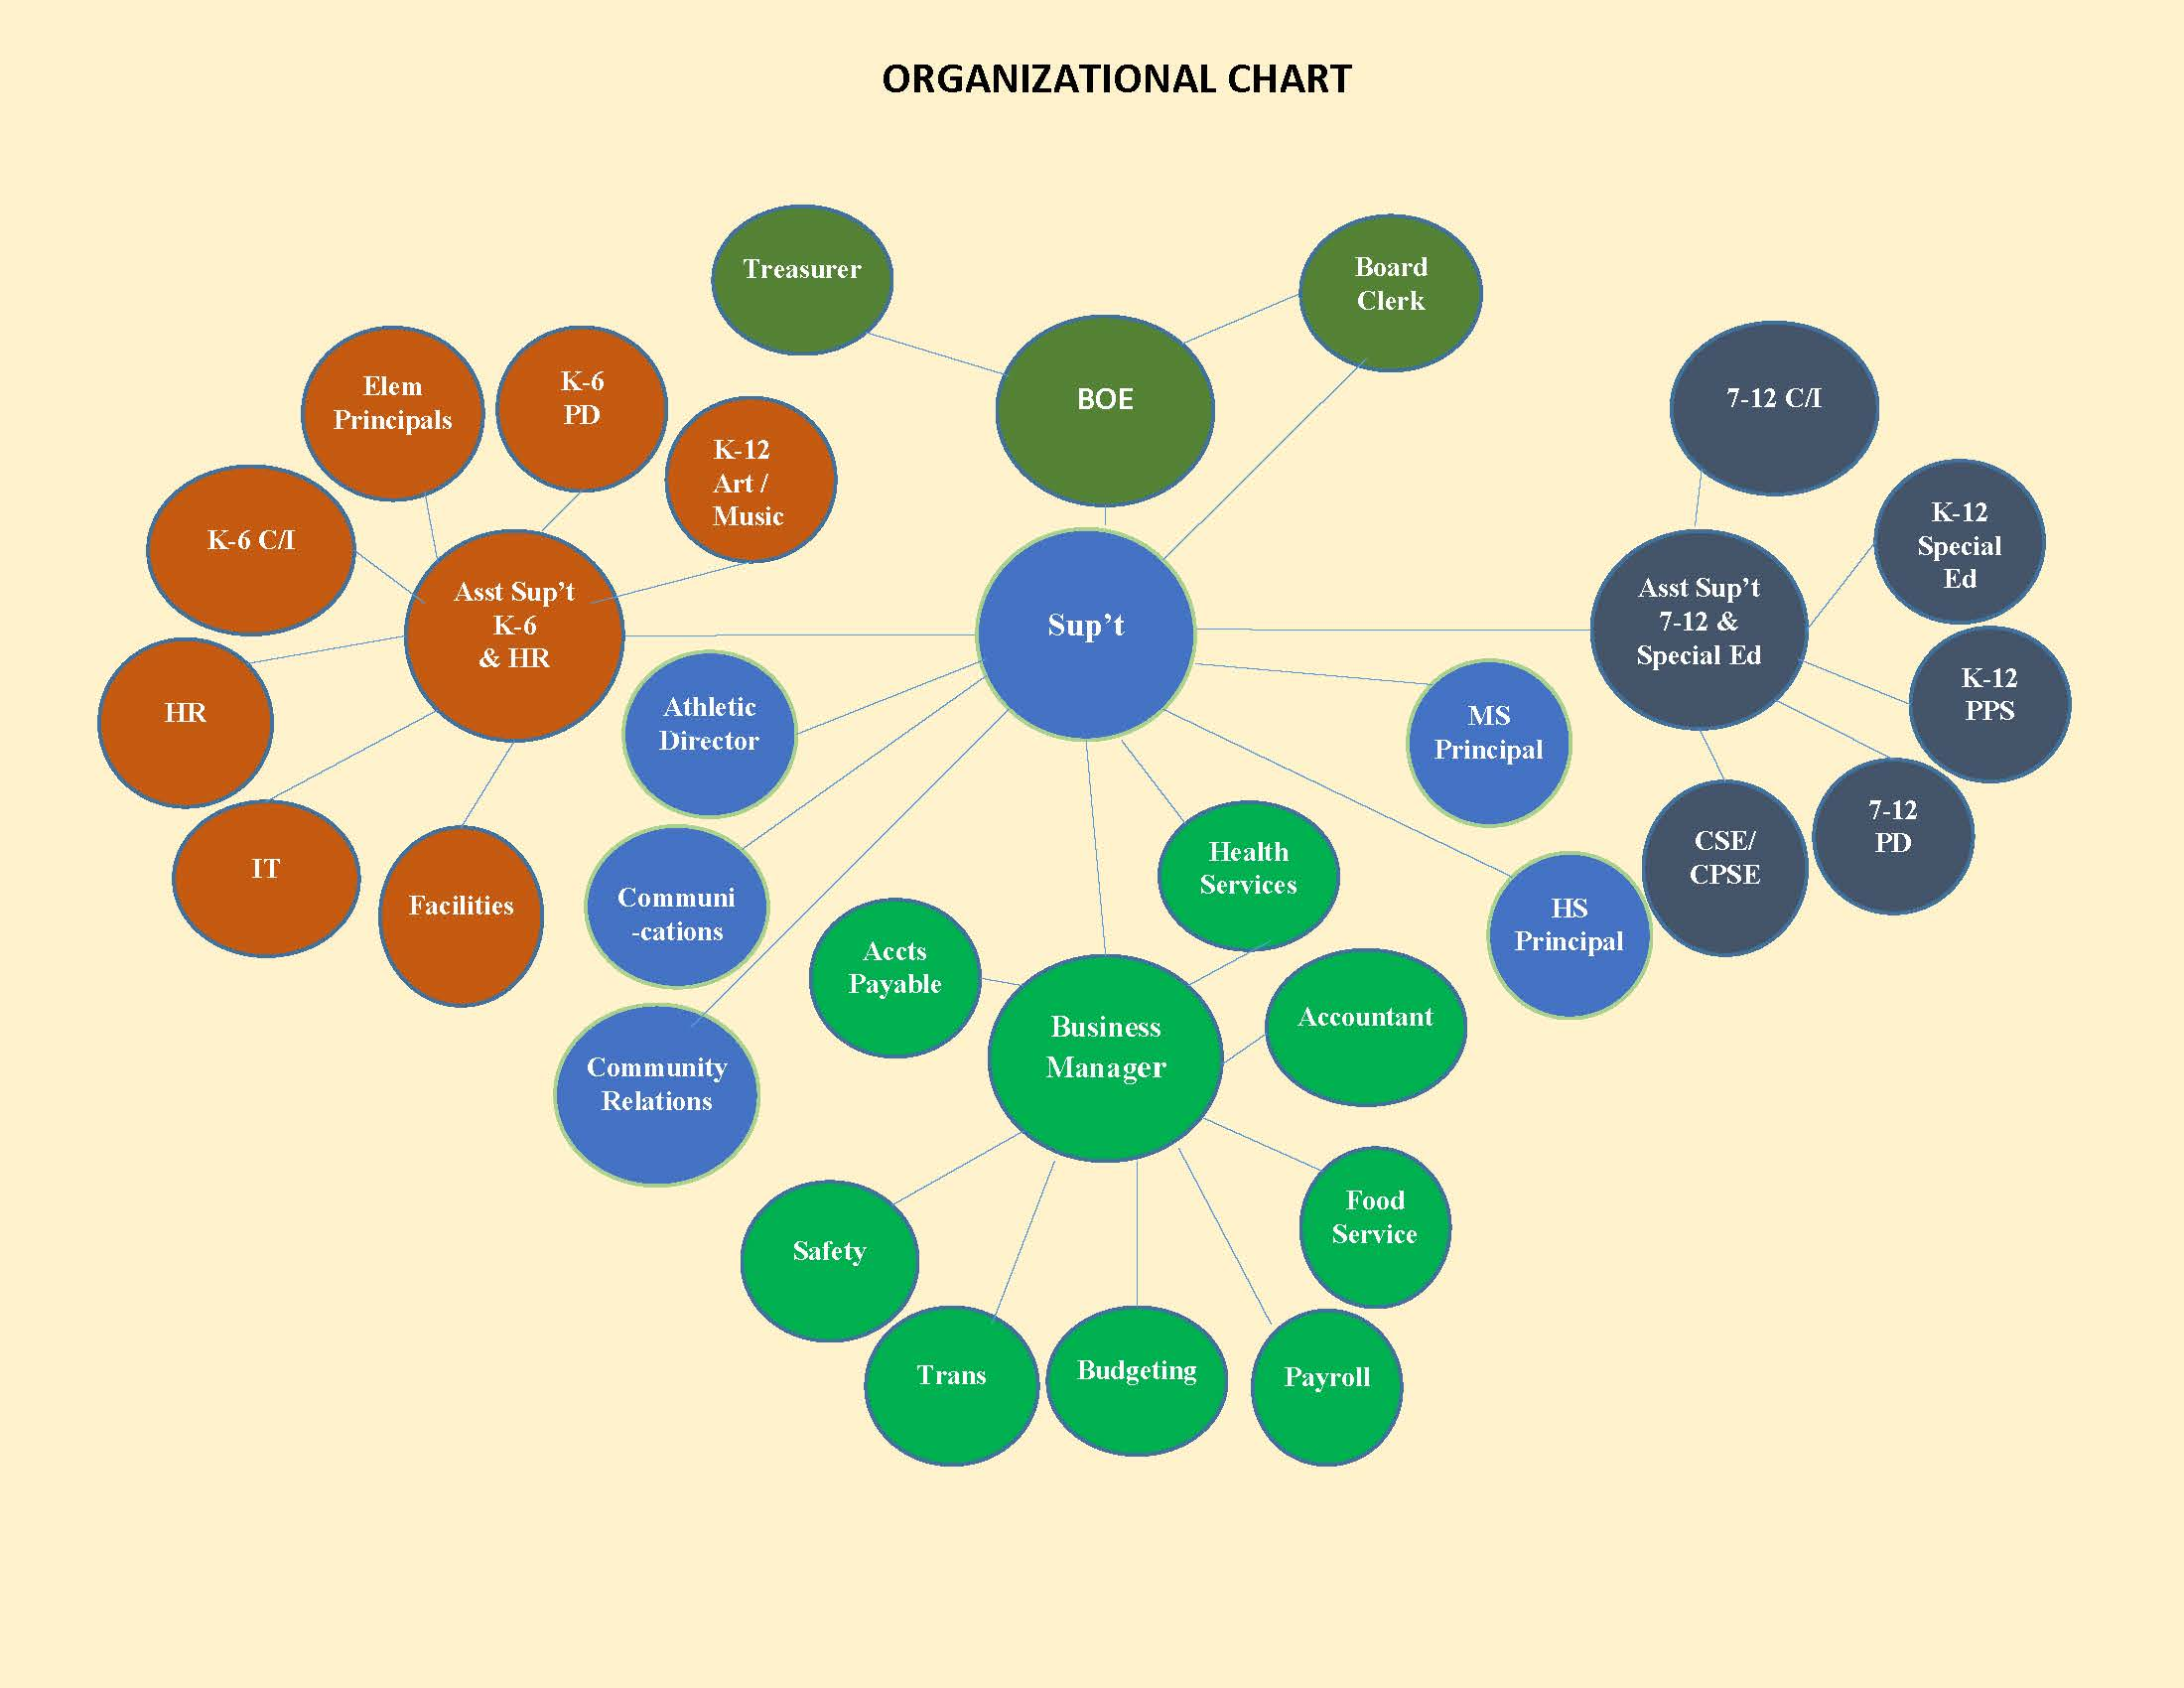 ORGANIZATIONAL CHART
Treasurer
Board
Clerk
BOE
Elem
Principals
K-6
PD
K-12
Art /
Music
7-12 C/I
K-6 C/I
K-12
Special
Ed
Asst Sup’t
K-6
& HR
Sup’t
Asst Sup’t
7-12 &
Special Ed
HR
Athletic
Director
MS
Principal
K-12
PPS
IT
Facilities
Communi
-cations
Health
Services
HS
Principal
CSE/
CPSE
7-12
PD
Accts
Payable
Business
Manager
Accountant
Community
Relations
Safety
Food
Service
Trans
Budgeting
Payroll